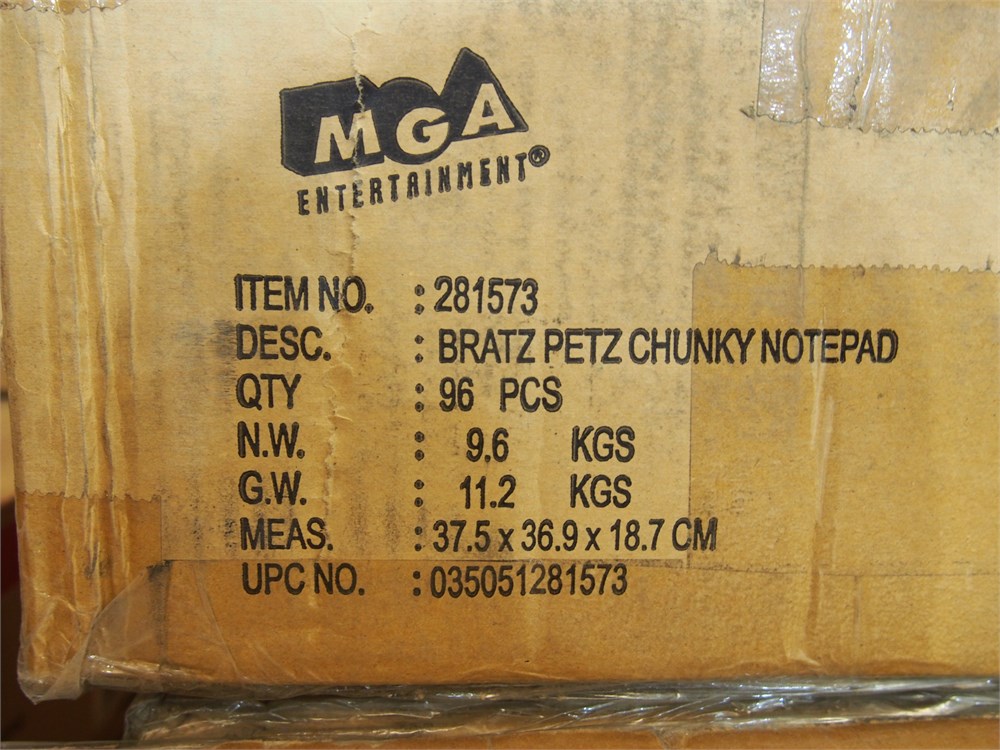 MGA
ENTERTAINMENT®
ITEM NO. : 281573
DESC. : BRATZ PETZ CHUNKY NOTEPAD
QTY : 96 PCS
N.W. : 9.6 KGS
G.W. : 11.2 KGS
MEAS. : 37.5 x 36.9 x 18.7 CM
UPC NO. : 035051281573